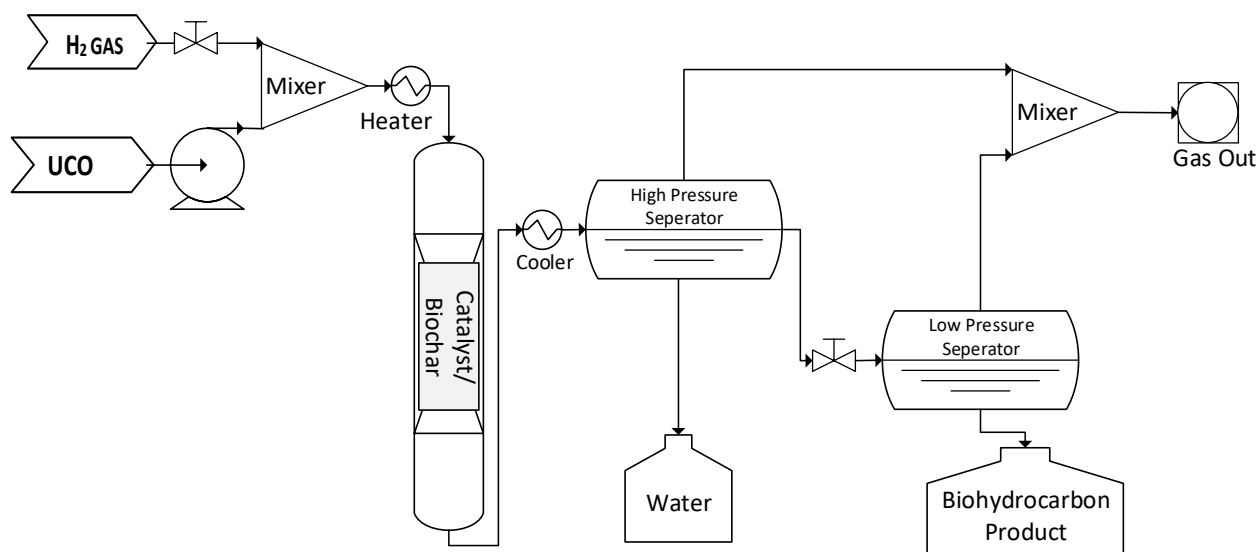 H₂ GAS
Mixer
UCO
Heater
Catalyst/
Biochar
Cooler
High Pressure
Seperator
Water
Low Pressure
Seperator
Biohydrocarbon
Product
Mixer
Gas Out